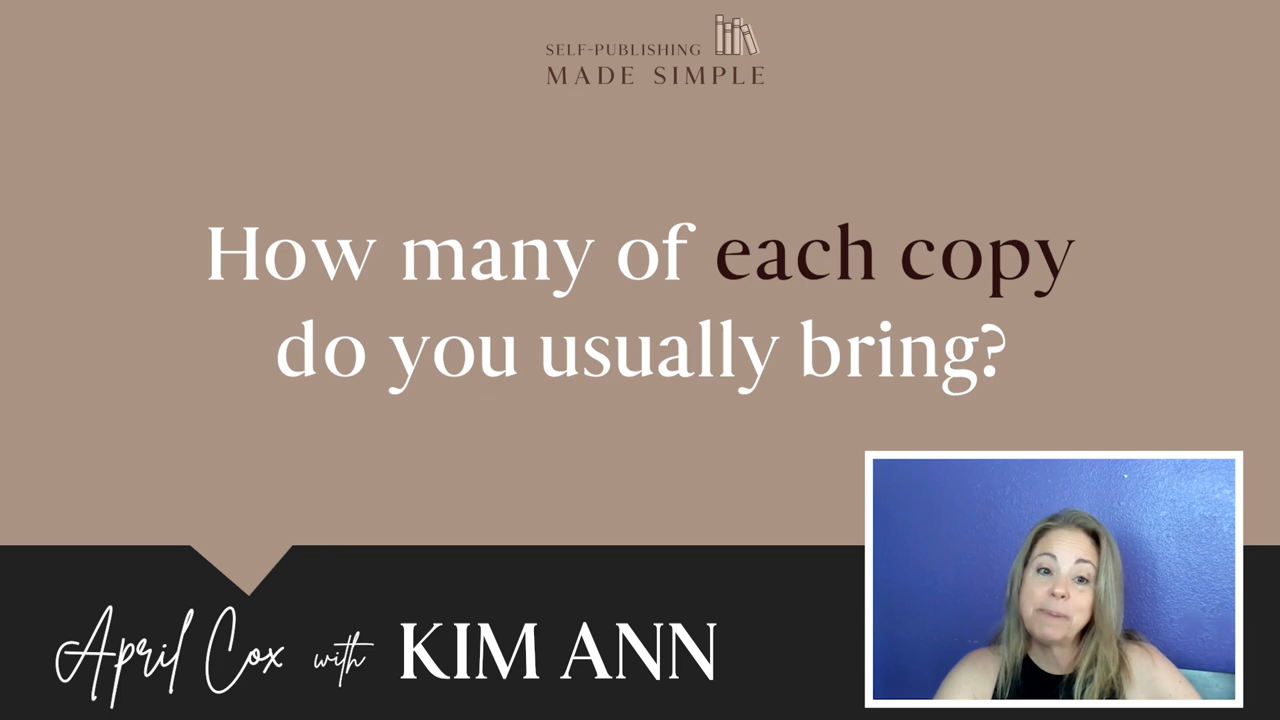 SELF-PUBLISHING
MADE SIMPLE
How many of each copy
do you usually bring?
April Cox with KIM ANN